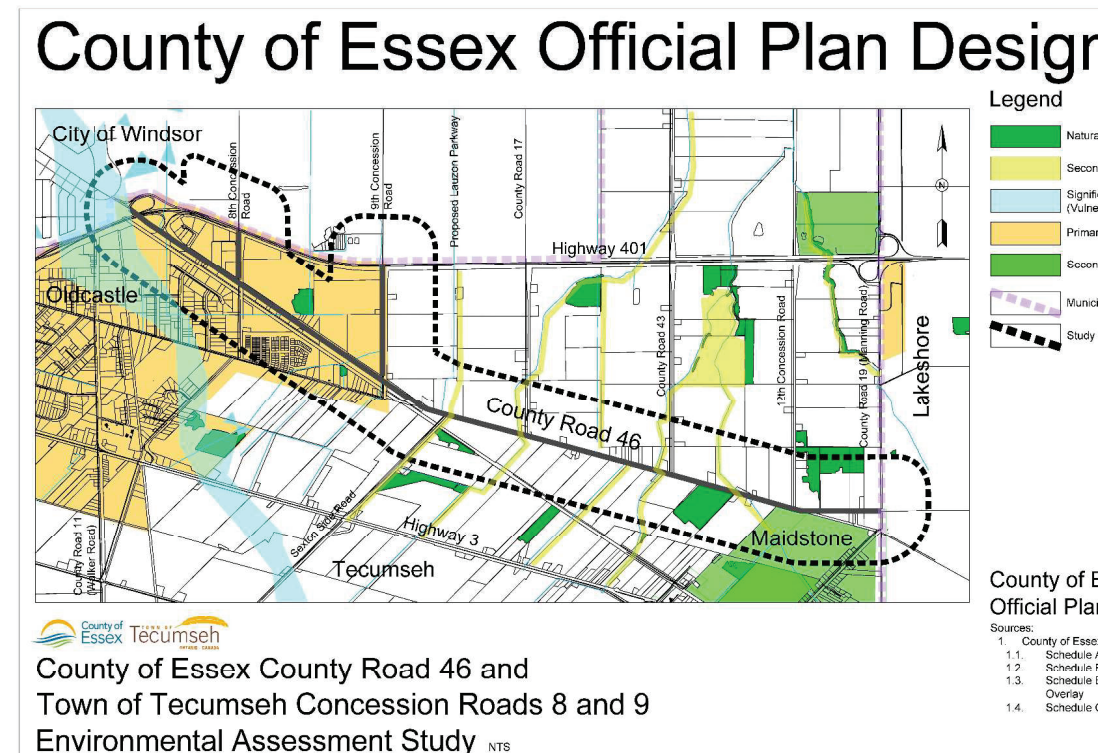 County of Essex Official Plan Design
Legend
Natura
Secon
Signific
(Vulne
Primar
Secon
Munici
Study
City of Windsor
8th Concession
Road
9th Concession
Road
Proposed Lauzon Parkway
County Road 17
Highway 401
Oldcastle
County Road 43
12th Concession Road
County Road 19 (Manning Road)
Lakeshore
County Road 46
Sexton Side Road
Highway 3
County Road 11
(Walker Road)
Tecumseh
Maidstone
N
County of
Essex
TOWN OF
Tecumseh
ONTARIO · CANADA
County of Essex County Road 46 and
Town of Tecumseh Concession Roads 8 and 9
Environmental Assessment Study NTS
County of E
Official Plan
Sources:
1. County of Essex
1.1. Schedule A
1.2. Schedule
1.3. Schedule
Overlay
1.4. Schedule C